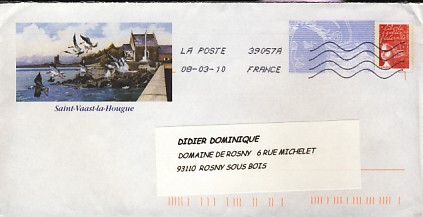 LA POSTE 39057A
08-03-10 FRANCE
Saint-Vaast-la-Hougue
DIDIER DOMINIQUE
DOMAINE DE ROSNY 6 RUE MICHELET
93110 ROSNY SOUS BOIS